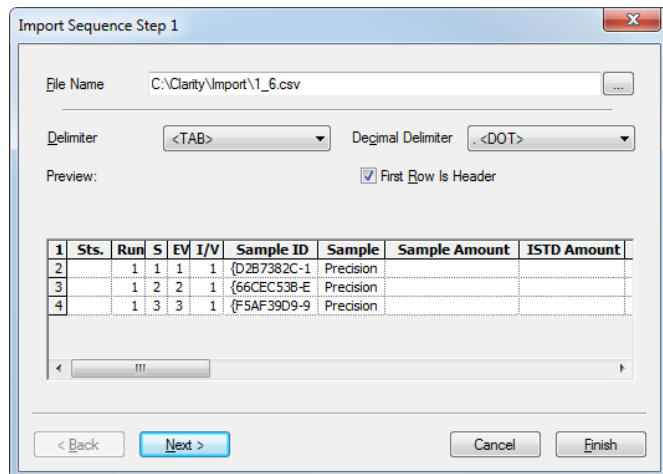 Import Sequence Step 1
File Name C:\Clarity\Import\1_6.csv ...
Delimiter <TAB> Decimal Delimiter . <DOT>
Preview: First Row Is Header
1 Sts. Run S EV I/V Sample ID Sample Sample Amount ISTD Amount
2 1 1 1 1 {D2B7382C-1 Precision
3 1 2 2 1 {66CEC53B-E Precision
4 1 3 3 1 {F5AF39D9-9 Precision
< Back Next > Cancel Finish